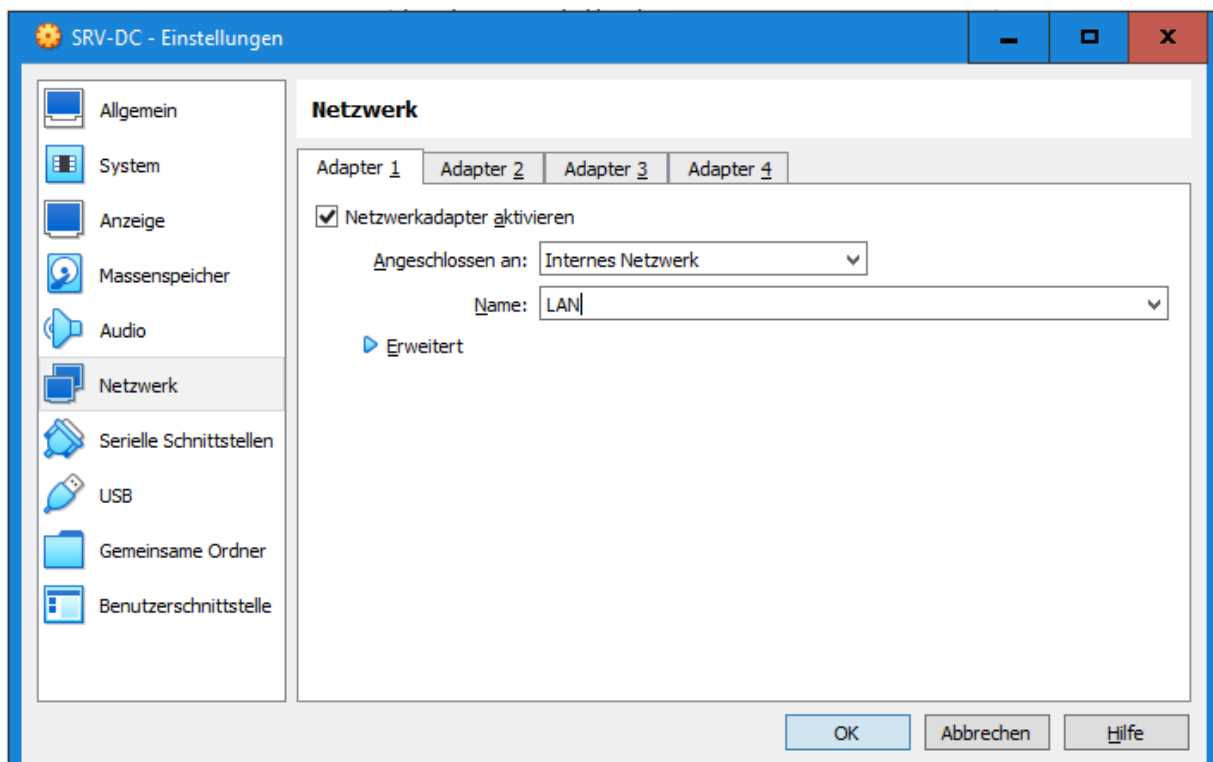 SRV-DC - Einstellungen
Allgemein
System
Anzeige
Massenspeicher
Audio
Netzwerk
Serielle Schnittstellen
USB
Gemeinsame Ordner
Benutzerschnittstelle
Netzwerk
Adapter 1 Adapter 2 Adapter 3 Adapter 4
Netzwerkadapter aktivieren
Angeschlossen an: Internes Netzwerk
Name: LAN
Erweitert
OK Abbrechen Hilfe